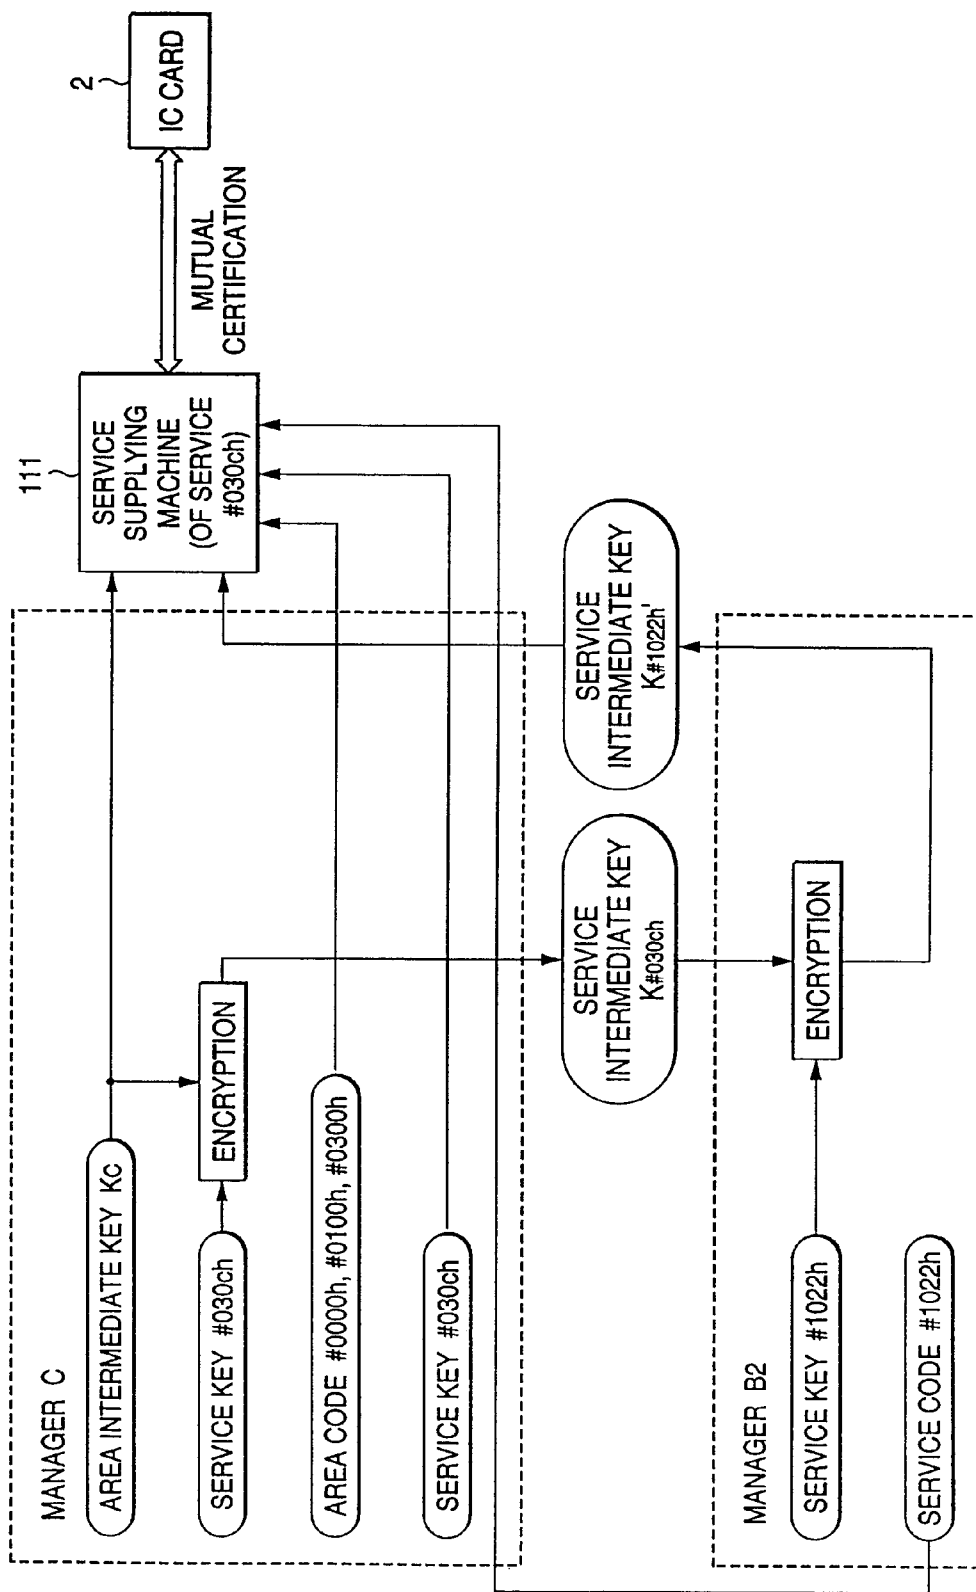 MANAGER C
AREA INTERMEDIATE KEY Kc
SERVICE KEY #030ch
ENCRYPTION
AREA CODE #0000h, #0100h, #0300h
SERVICE KEY #030ch
111
SERVICE
SUPPLYING
MACHINE
(OF SERVICE
#030ch)
MUTUAL
CERTIFICATION
2
IC CARD
SERVICE
INTERMEDIATE KEY
K#030ch
SERVICE
INTERMEDIATE KEY
K#1022h'
MANAGER B2
SERVICE KEY #1022h
ENCRYPTION
SERVICE CODE #1022h